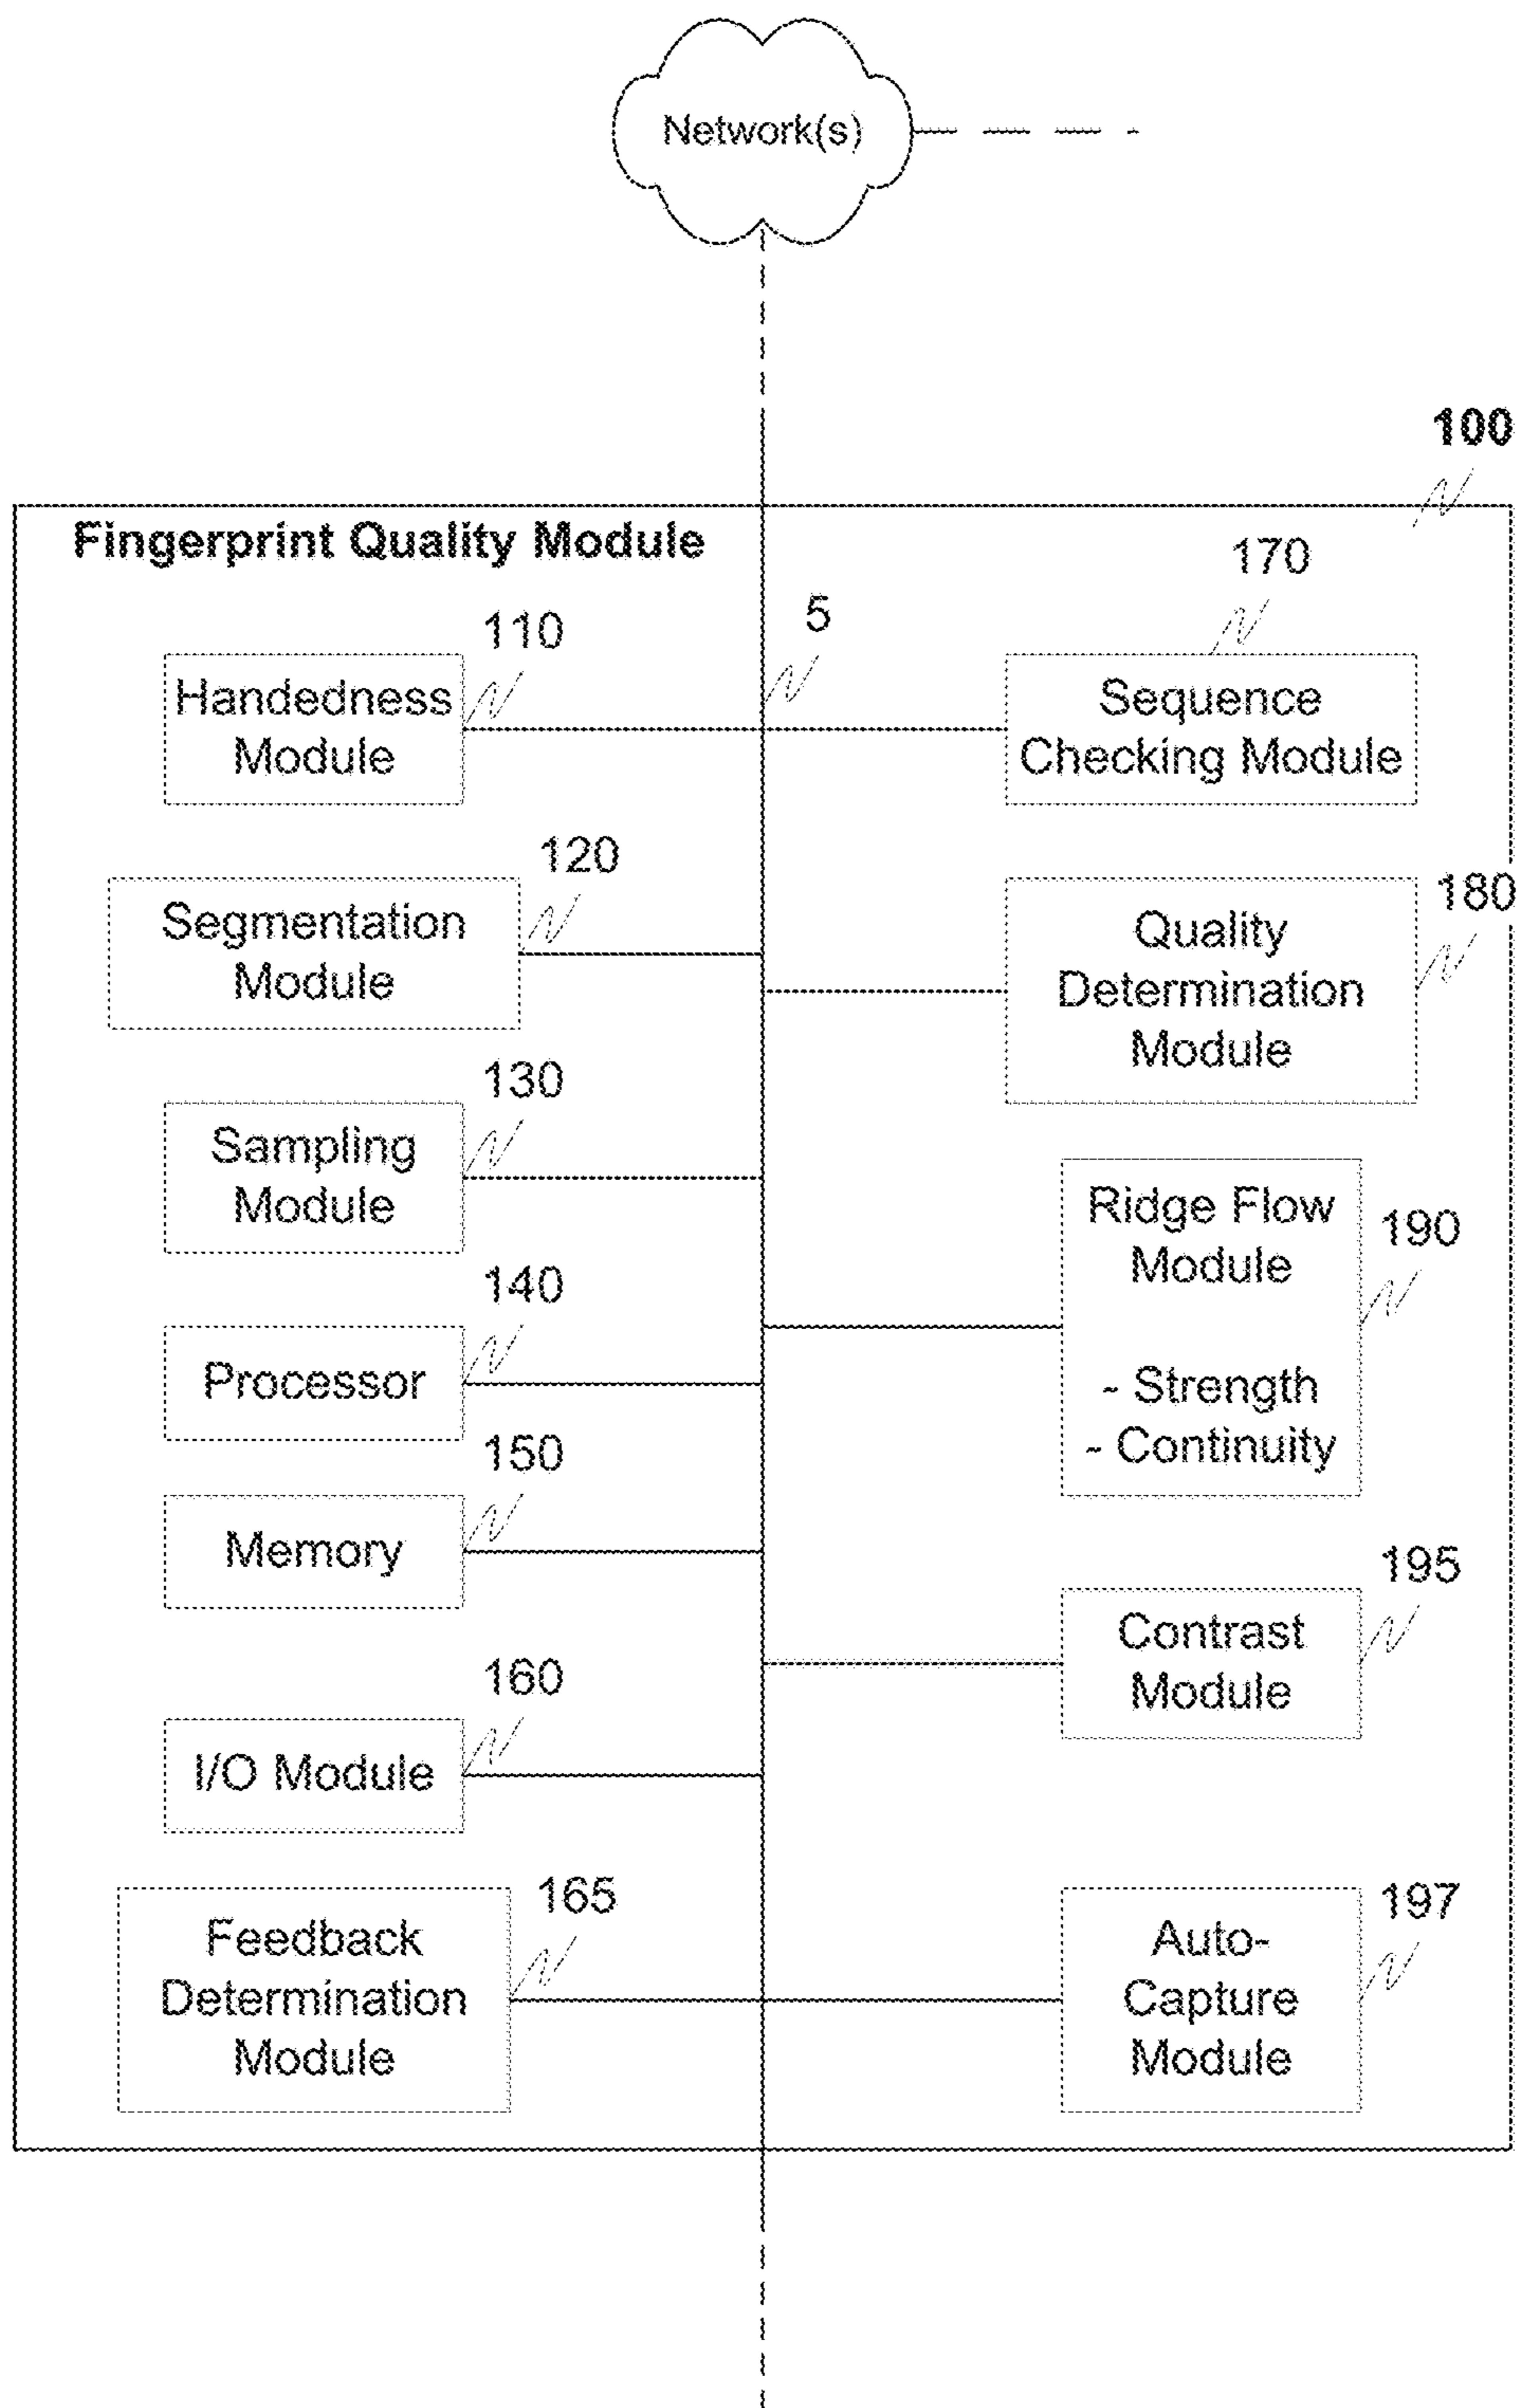 Network(s)
100
Fingerprint Quality Module
110
Handedness
Module
5
170
Sequence
Checking Module
120
Segmentation
Module
180
Quality
Determination
Module
130
Sampling
Module
190
Ridge Flow
Module
- Strength
- Continuity
140
Processor
150
Memory
195
Contrast
Module
160
I/O Module
165
Feedback
Determination
Module
197
Auto-
Capture
Module